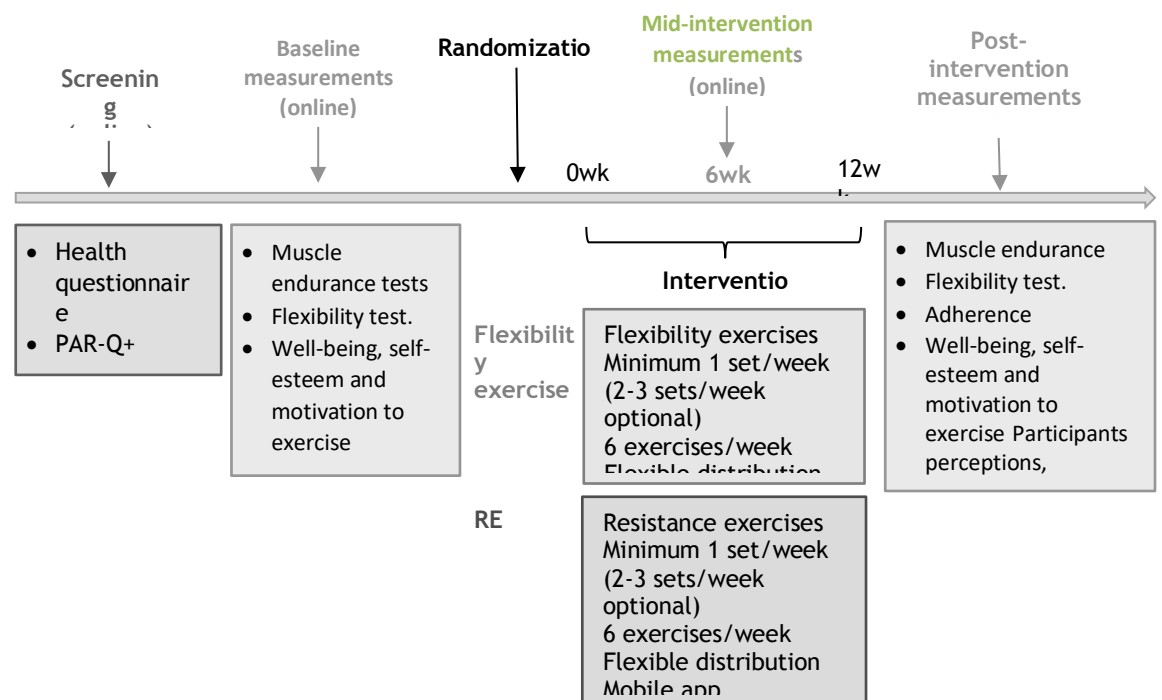 Screenin
g
Baseline
measurements
(online)
Randomizatio
Mid-intervention
measurements
(online)
Post-
intervention
measurements
0wk
6wk
12w
• Health
questionnair
e
• PAR-Q+
• Muscle
endurance tests
• Flexibility test.
• Well-being, self-
esteem and
motivation to
exercise
Interventio
Flexibilit
y
exercise
Flexibility exercises
Minimum 1 set/week
(2-3 sets/week
optional)
6 exercises/week
Flexible distribution
RE
Resistance exercises
Minimum 1 set/week
(2-3 sets/week
optional)
6 exercises/week
Flexible distribution
Mobile app
• Muscle endurance
• Flexibility test.
• Adherence
• Well-being, self-
esteem and
motivation to
exercise Participants
perceptions,